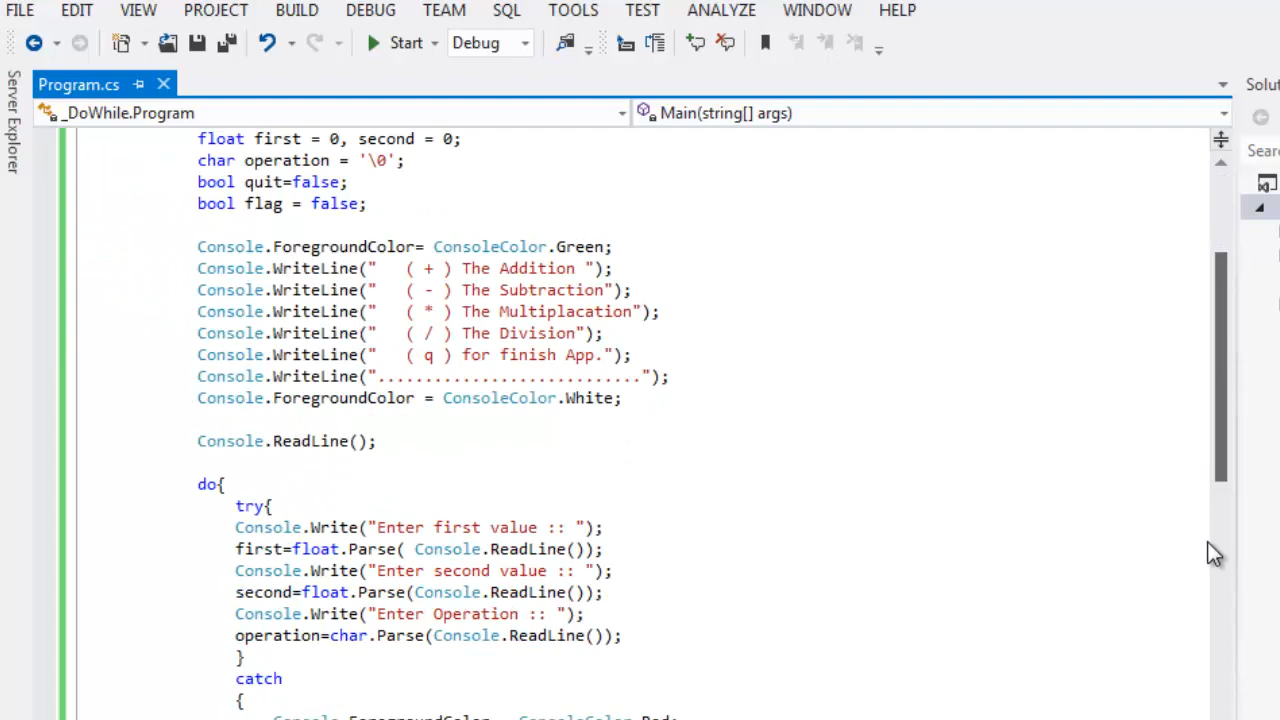 FILE EDIT VIEW PROJECT BUILD DEBUG TEAM SQL TOOLS TEST ANALYZE WINDOW HELP
Start Debug
Server Explorer
Program.cs
Solut
_DoWhile.Program Main(string[] args)
Sear
float first = 0, second = 0;
char operation = '\0';
bool quit=false;
bool flag = false;
Console.ForegroundColor= ConsoleColor.Green;
Console.WriteLine("   ( + ) The Addition ");
Console.WriteLine("   ( - ) The Subtraction");
Console.WriteLine("   ( * ) The Multiplacation");
Console.WriteLine("   ( / ) The Division");
Console.WriteLine("   ( q ) for finish App.");
Console.WriteLine("............................");
Console.ForegroundColor = ConsoleColor.White;
Console.ReadLine();
do{
try{
Console.Write("Enter first value :: ");
first=float.Parse( Console.ReadLine());
Console.Write("Enter second value :: ");
second=float.Parse(Console.ReadLine());
Console.Write("Enter Operation :: ");
operation=char.Parse(Console.ReadLine());
}
catch
{
Console.ForegroundColor = ConsoleColor.Red;